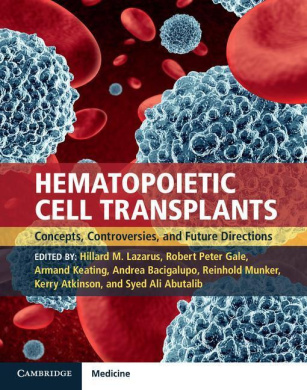 HEMATOPOIETIC
CELL TRANSPLANTS
Concepts, Controversies, and Future Directions
EDITED BY: Hillard M. Lazarus, Robert Peter Gale,
Armand Keating, Andrea Bacigalupo, Reinhold Munker,
Kerry Atkinson, and Syed Ali Abutalib
CAMBRIDGE
Medicine